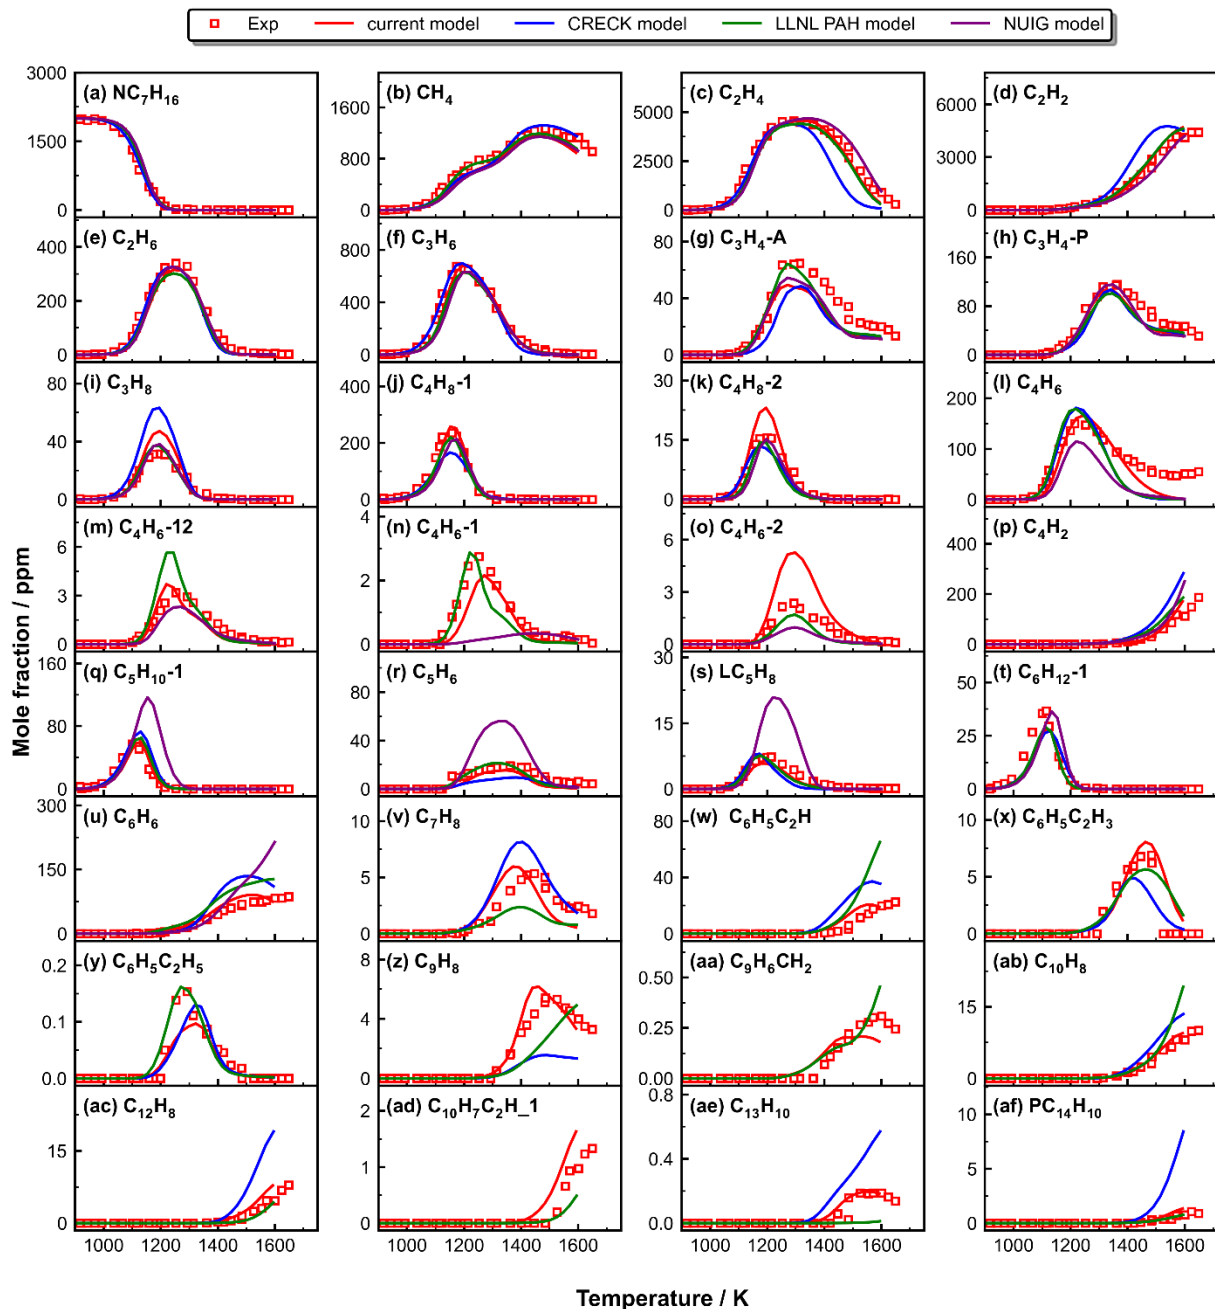 Exp current model CRECK model LLNL PAH model NUIG model
Mole fraction / ppm
(a) NC7H16
3000
1500
0
(b) CH4
1600
800
0
(c) C2H4
5000
2500
0
(d) C2H2
6000
3000
0
(e) C2H6
400
200
0
(f) C3H6
800
400
0
(g) C3H4-A
80
40
0
(h) C3H4-P
160
80
0
(i) C3H8
80
40
0
(j) C4H8-1
400
200
0
(k) C4H8-2
30
15
0
(l) C4H6
200
100
0
(m) C4H6-12
6
3
0
(n) C4H6-1
4
2
0
(o) C4H6-2
6
3
0
(p) C4H2
400
200
0
(q) C5H10-1
160
80
0
(r) C5H6
80
40
0
(s) LC5H8
30
15
0
(t) C6H12-1
50
25
0
(u) C6H6
300
150
0
(v) C7H8
10
5
0
(w) C6H5C2H
80
40
0
(x) C6H5C2H3
10
5
0
(y) C6H5C2H5
0.2
0.1
0.0
(z) C9H8
6
3
0
(aa) C9H6CH2
0.50
0.25
0.00
(ab) C10H8
24
12
0
(ac) C12H8
15
0
(ad) C10H7C2H_1
2
1
0
(ae) C13H10
0.8
0.4
0.0
(af) PC14H10
10
5
0
1000 1200 1400 1600
1000 1200 1400 1600
1000 1200 1400 1600
1000 1200 1400 1600
Temperature / K